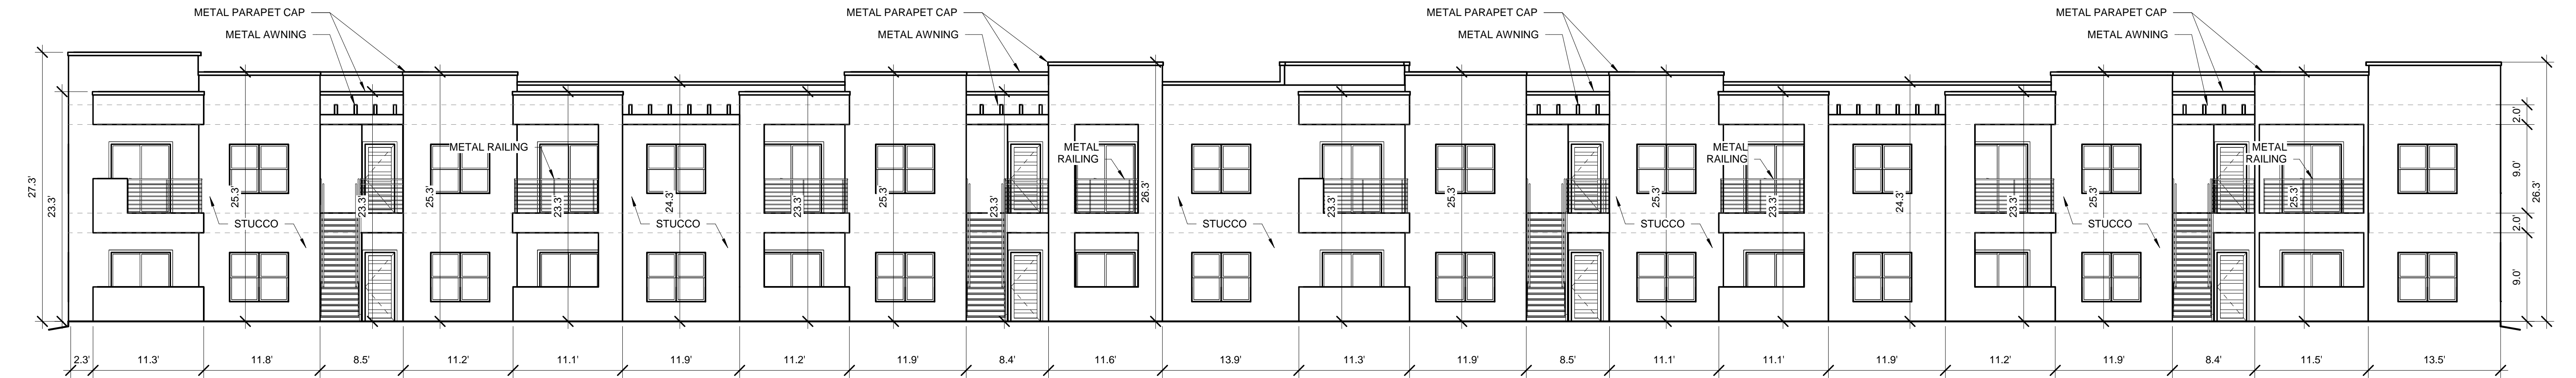 METAL PARAPET CAP
METAL AWNING
METAL PARAPET CAP
METAL AWNING
METAL PARAPET CAP
METAL AWNING
METAL PARAPET CAP
METAL AWNING
27.3'
23.3'
25.3'
23.3'
25.3'
METAL RAILING
23.3'
24.3'
23.3'
25.3'
23.3'
METAL
RAILING
26.3'
23.3'
25.3'
25.3'
METAL
RAILING
23.3'
24.3'
23.3'
25.3'
METAL
RAILING
25.3'
2.0'
9.0'
2.0'
9.0'
26.3'
STUCCO
STUCCO
STUCCO
STUCCO
STUCCO
2.3'
11.3'
11.8'
8.5'
11.2'
11.1'
11.9'
11.2'
11.9'
8.4'
11.6'
13.9'
11.3'
11.9'
8.5'
11.1'
11.1'
11.9'
11.2'
11.9'
8.4'
11.5'
13.5'